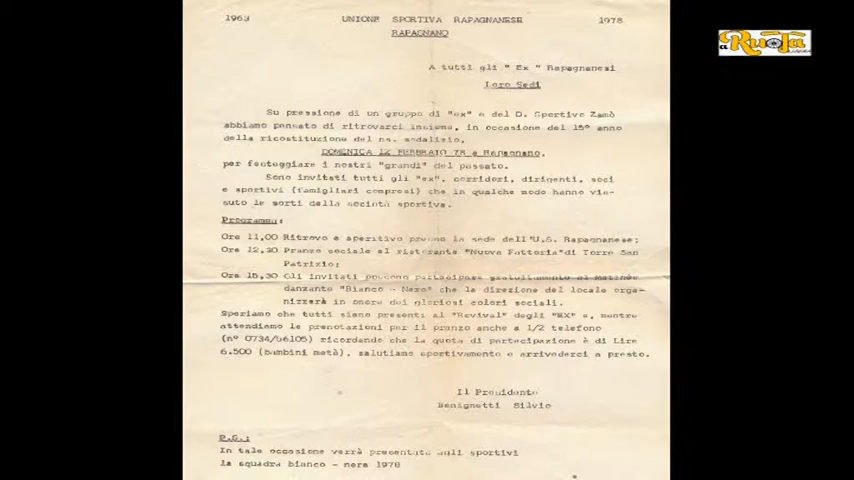 1963 UNIONE SPORTIVA RAPAGNANESE 1978
RAPAGNANO
a RuoTA
A tutti gli " Ex " Rapagnanesi
Loro Sedi
Su pressione di un gruppo di "ex" e del D. Sportivo Zamò
abbiamo pensato di ritrovarci insieme, in occasione del 15° anno
della ricostituzione del ns. sodalizio,
DOMENICA 12 FEBBRAIO 78 a Rapagnano.
per festeggiare i nostri "grandi" del passato.
Sono invitati tutti gli "ex", corridori, dirigenti, soci
e sportivi (famigliari compresi) che in qualche modo hanno vis-
suto le sorti della società sportiva.
Programma:
Ore 11,00 Ritrovo e aperitivo presso la sede dell'U.S. Rapagnanese;
Ore 12,30 Pranzo sociale al ristorante "Nuova Fattoria"di Torre San
Patrizio;
Ore 15,30 Gli invitati possono partecipare gratuitamente al Matinée
danzante "Bianco - Nero" che la direzione del locale orga-
nizzerà in onore dei gloriosi colori sociali.
Speriamo che tutti siano presenti al "Revival" degli "EX" e, mentre
attendiamo le prenotazioni per il pranzo anche a 1/2 telefono
(n° 0734/56105) ricordando che la quota di partecipazione è di Lire
6.500 (bambini metà), salutiamo sportivamente e arrivederci a presto.
Il Presidente
Benignetti Silvio
P.S.:
In tale occasione verrà presentata agli sportivi
la squadra bianco - nera 1978